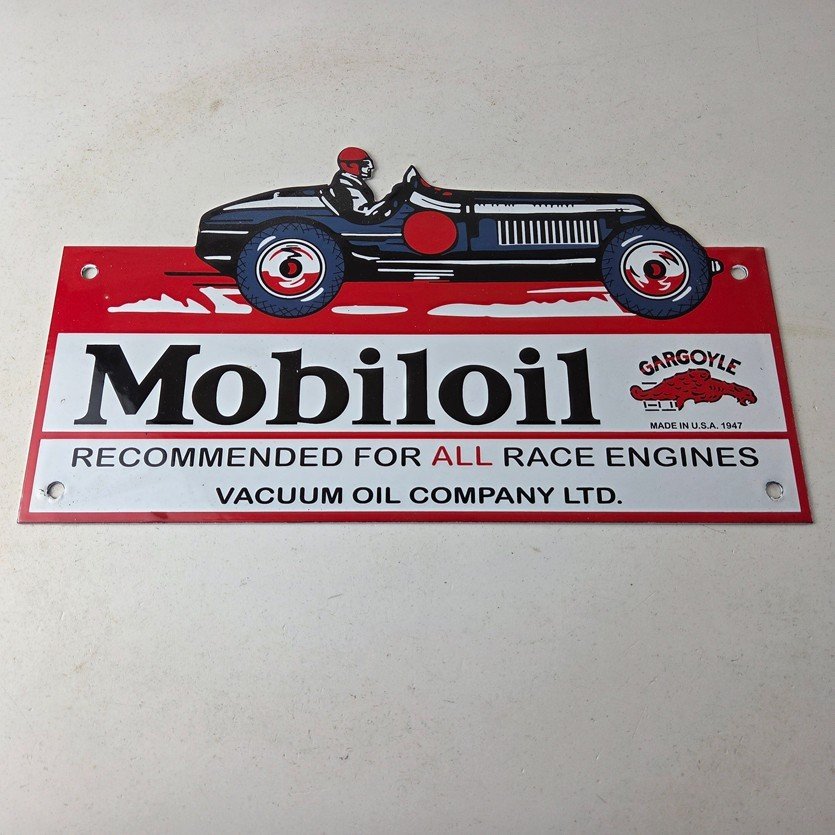 Mobiloil
GARGOYLE
MADE IN U.S.A. 1947
RECOMMENDED FOR ALL RACE ENGINES
VACUUM OIL COMPANY LTD.